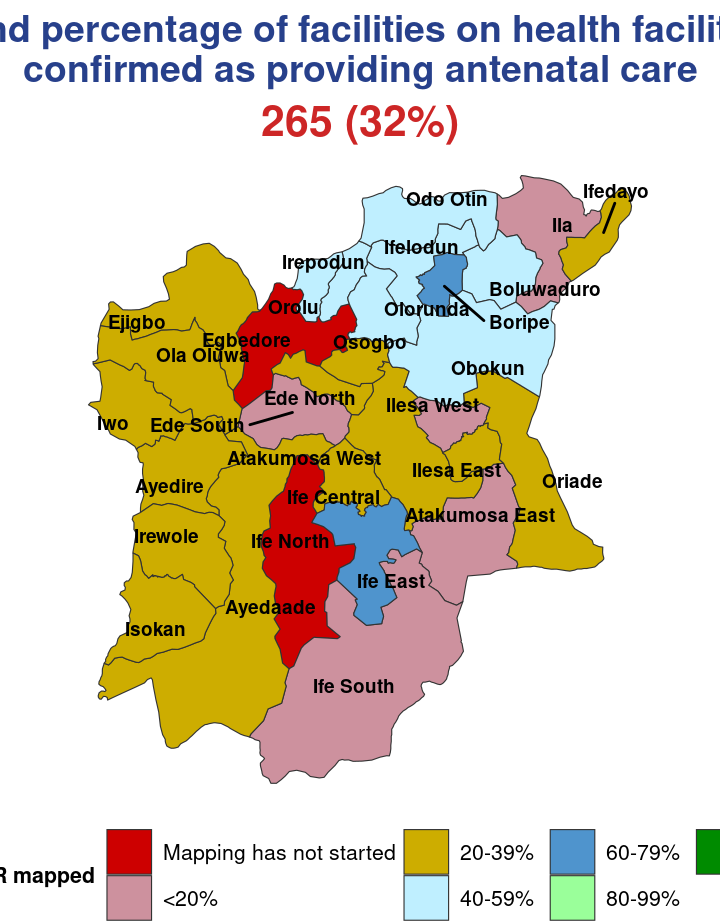 nd percentage of facilities on health facilit
confirmed as providing antenatal care
265 (32%)
Ifedayo
Odo Otin
Ila
Ifelodun
Irepodun
Boluwaduro
Orolu
Olorunda
Ejigbo
Boripe
Egbedore
Osogbo
Ola Oluwa
Obokun
Ede North
Ilesa West
Iwo
Ede South
Atakumosa West
Ilesa East
Oriade
Ayedire
Ife Central
Atakumosa East
Irewole
Ife North
Ife East
Ayedaade
Isokan
Ife South
R mapped
Mapping has not started
20-39%
60-79%
<20%
40-59%
80-99%